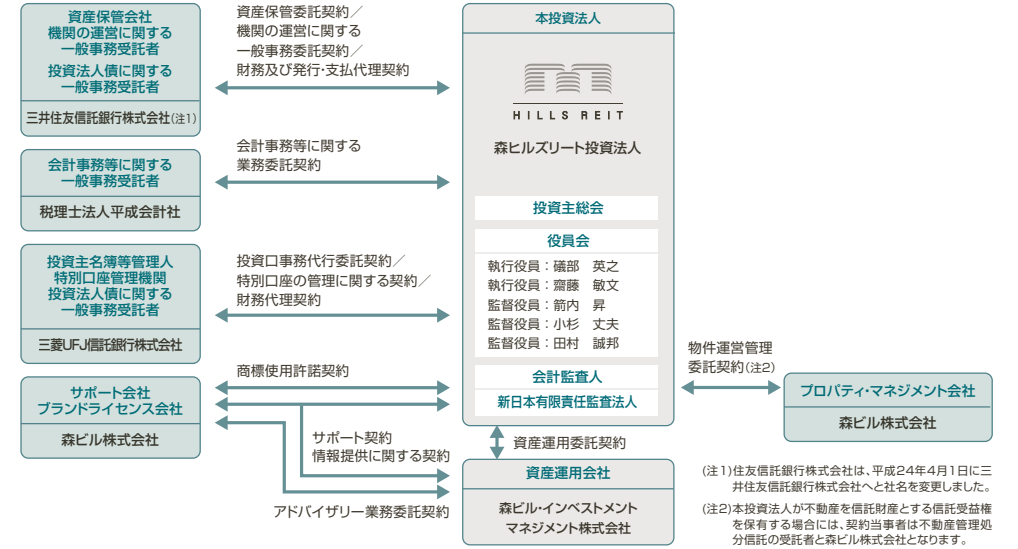 資産保管会社
機関の運営に関する
一般事務受託者
投資法人債に関する
一般事務受託者
三井住友信託銀行株式会社(注1)
資産保管委託契約／
機関の運営に関する
一般事務委託契約／
財務及び発行・支払代理契約
会計事務等に関する
一般事務受託者
税理士法人平成会計社
会計事務等に関する
業務委託契約
投資主名簿等管理人
特別口座管理機関
投資法人債に関する
一般事務受託者
三菱UFJ信託銀行株式会社
投資口事務代行委託契約／
特別口座の管理に関する契約／
財務代理契約
サポート会社
ブランドライセンス会社
森ビル株式会社
商標使用許諾契約
サポート契約
情報提供に関する契約
アドバイザリー業務委託契約
本投資法人
HILLS REIT
森ヒルズリート投資法人
投資主総会
役員会
執行役員：礒部　英之
執行役員：齋藤　敏文
監督役員：箭内　昇
監督役員：小杉　丈夫
監督役員：田村　誠邦
会計監査人
新日本有限責任監査法人
資産運用委託契約
資産運用会社
森ビル・インベストメント
マネジメント株式会社
物件運営管理
委託契約(注2)
プロパティ・マネジメント会社
森ビル株式会社
(注1)住友信託銀行株式会社は、平成24年4月1日に三
井住友信託銀行株式会社へと社名を変更しました。
(注2)本投資法人が不動産を信託財産とする信託受益権
を保有する場合には、契約当事者は不動産管理処
分信託の受託者と森ビル株式会社となります。